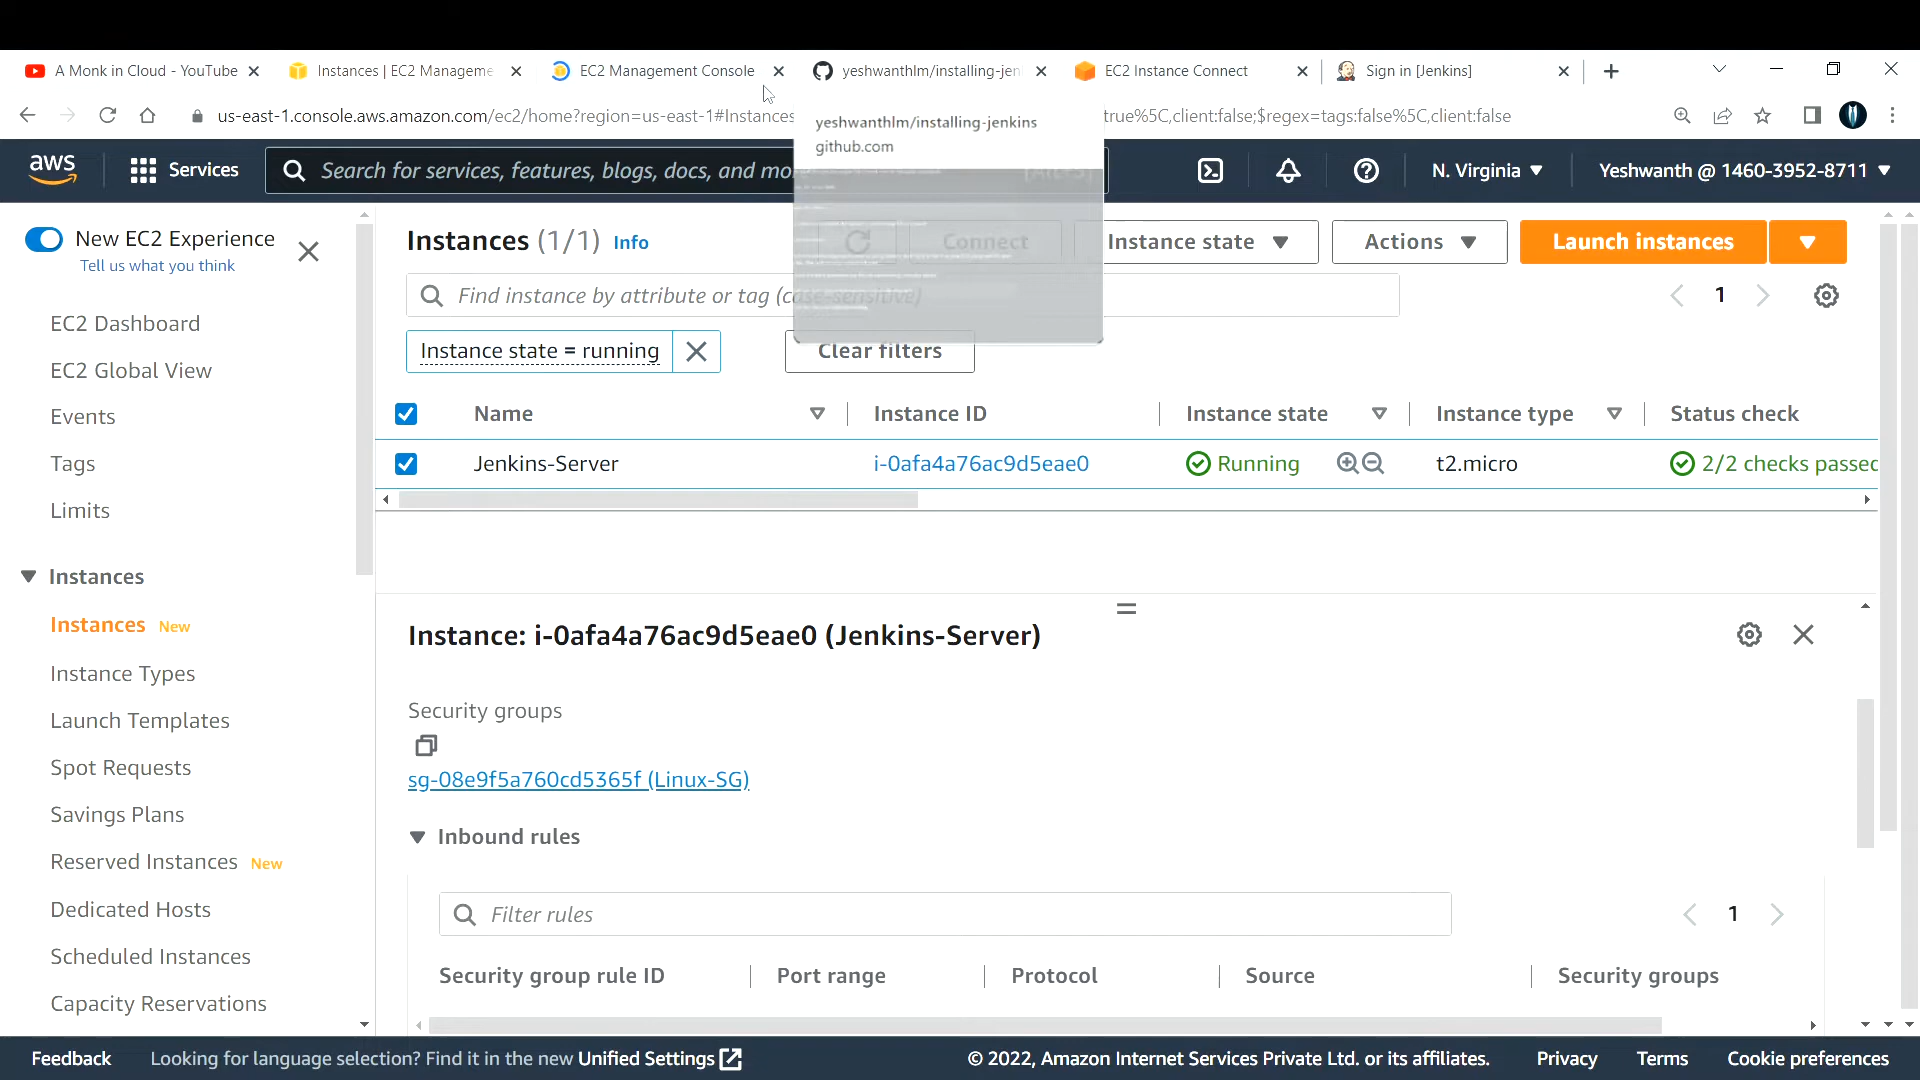 A Monk in Cloud - YouTube
Instances | EC2 Manageme
EC2 Management Console
yeshwanthlm/installing-jen
EC2 Instance Connect
Sign in [Jenkins]
us-east-1.console.aws.amazon.com/ec2/home?region=us-east-1#Instances
true%5C,client:false;$regex=tags:false%5C,client:false
yeshwanthlm/installing-jenkins
github.com
aws
Services
Search for services, features, blogs, docs, and mo
N. Virginia
Yeshwanth @ 1460-3952-8711
New EC2 Experience
Tell us what you think
EC2 Dashboard
EC2 Global View
Events
Tags
Limits
Instances
Instances New
Instance Types
Launch Templates
Spot Requests
Savings Plans
Reserved Instances New
Dedicated Hosts
Scheduled Instances
Capacity Reservations
Instances (1/1) Info
Connect
Instance state
Actions
Launch instances
Find instance by attribute or tag (case-sensitive)
1
Instance state = running
Clear filters
Name
Instance ID
Instance state
Instance type
Status check
Jenkins-Server
i-0afa4a76ac9d5eae0
Running
t2.micro
2/2 checks passed
Instance: i-0afa4a76ac9d5eae0 (Jenkins-Server)
Security groups
sg-08e9f5a760cd5365f (Linux-SG)
Inbound rules
Filter rules
1
Security group rule ID
Port range
Protocol
Source
Security groups
Feedback
Looking for language selection? Find it in the new Unified Settings
© 2022, Amazon Internet Services Private Ltd. or its affiliates.
Privacy
Terms
Cookie preferences